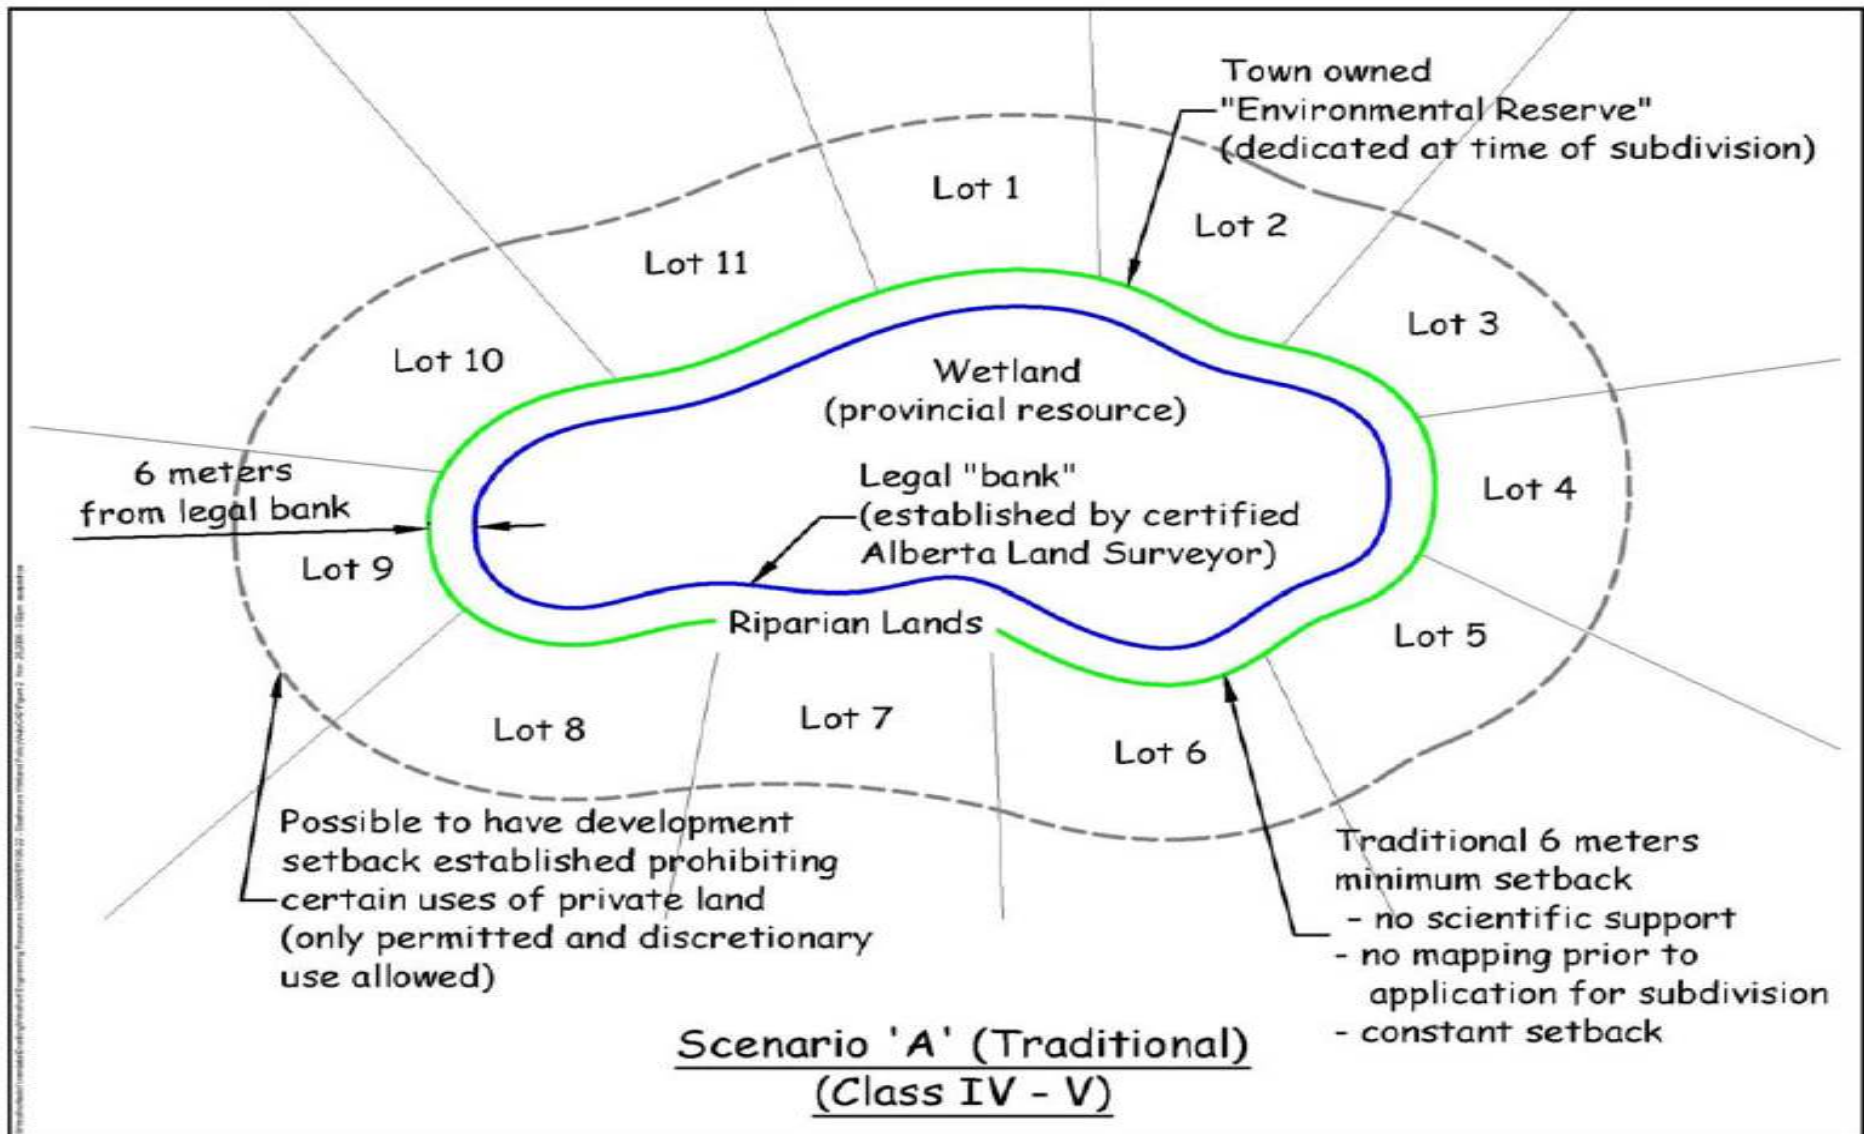 Town owned
"Environmental Reserve"
(dedicated at time of subdivision)
Lot 1
Lot 2
Lot 11
Lot 3
Lot 10
Wetland
(provincial resource)
6 meters
from legal bank
Legal "bank"
(established by certified
Alberta Land Surveyor)
Lot 4
Lot 9
Riparian Lands
Lot 5
Lot 8
Lot 7
Lot 6
Possible to have development
setback established prohibiting
certain uses of private land
(only permitted and discretionary
use allowed)
Traditional 6 meters
minimum setback
- no scientific support
- no mapping prior to
application for subdivision
- constant setback
Scenario 'A' (Traditional)
(Class IV - V)